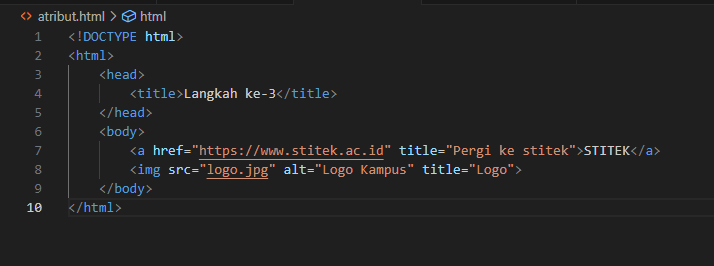 atribut.html > html
1 <!DOCTYPE html>
2 <html>
3     <head>
4         <title>Langkah ke-3</title>
5     </head>
6     <body>
7         <a href="https://www.stitek.ac.id" title="Pergi ke stitek">STITEK</a>
8         <img src="logo.jpg" alt="Logo Kampus" title="Logo">
9     </body>
10 </html>